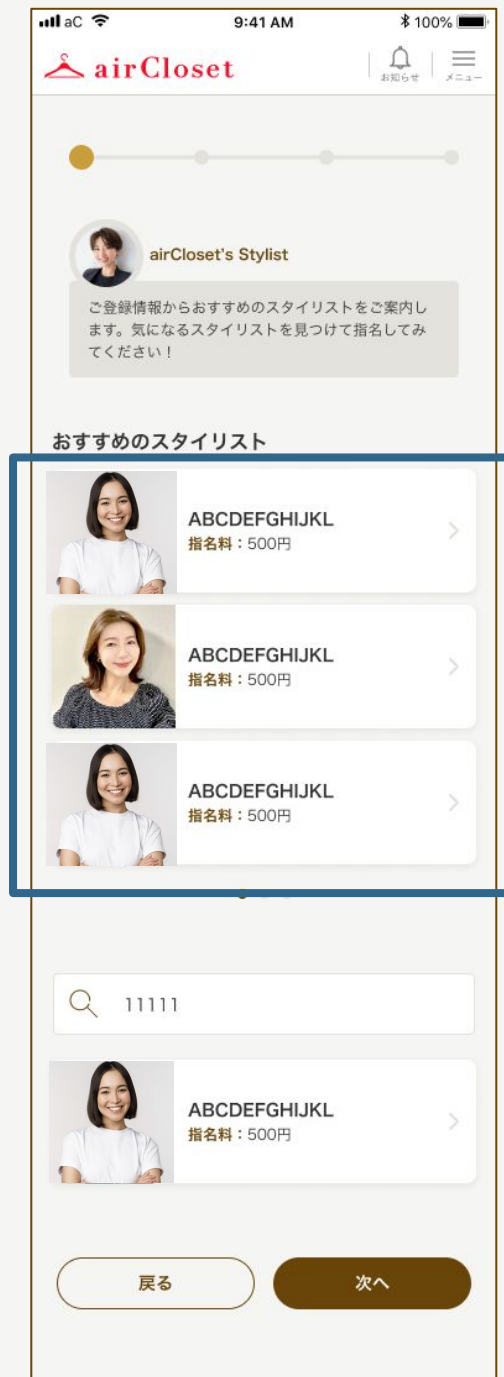 aC 9:41 AM 100%
airCloset
お知らせ メニュー
airCloset's Stylist
ご登録情報からおすすめのスタイリストをご案内し
ます。気になるスタイリストを見つけて指名してみ
てください！
おすすめのスタイリスト
ABCDEFGHIJKL
指名料：500円
ABCDEFGHIJKL
指名料：500円
ABCDEFGHIJKL
指名料：500円
11111
ABCDEFGHIJKL
指名料：500円
戻る 次へ